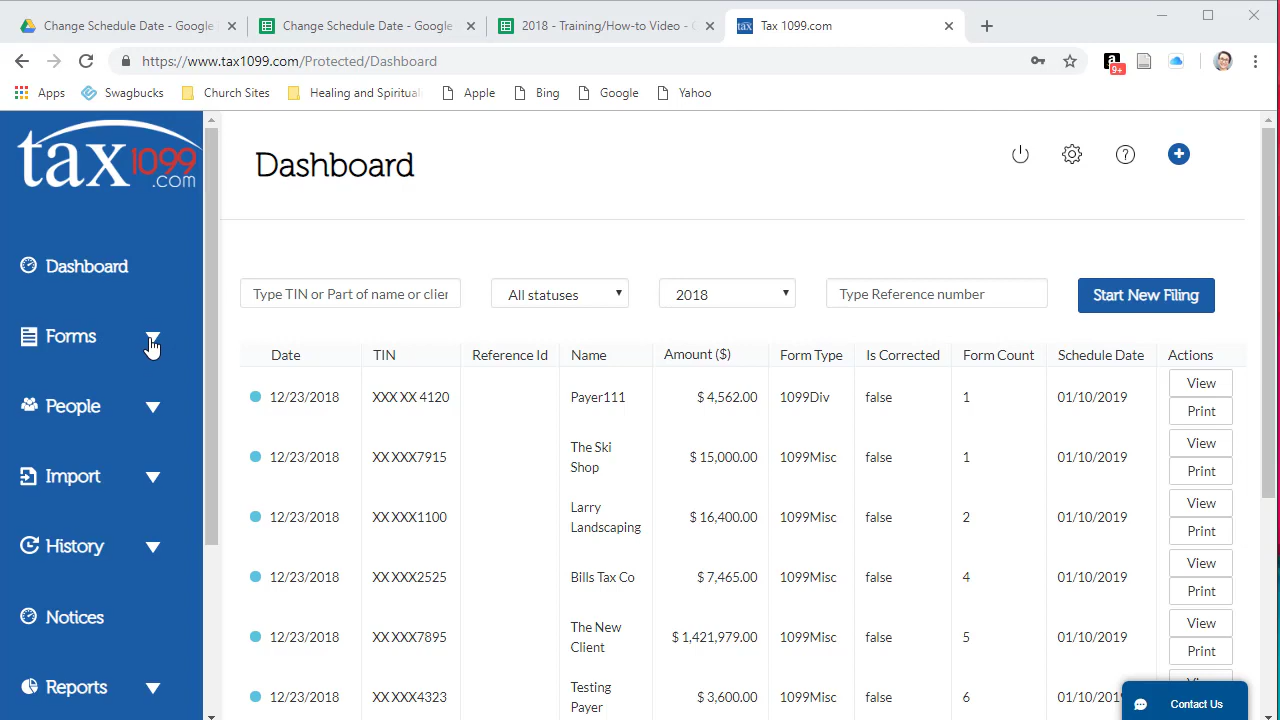 Change Schedule Date - Google
Change Schedule Date - Google
2018 - Training/How-to Video -
Tax 1099.com
https://www.tax1099.com/Protected/Dashboard
9+
Apps
Swagbucks
Church Sites
Healing and Spiritu
Apple
Bing
Google
Yahoo
tax1099.com
Dashboard
Dashboard
Forms
People
Import
History
Notices
Reports
Type TIN or Part of name or clier
All statuses
2018
Type Reference number
Start New Filing
Date TIN Reference Id Name Amount ($) Form Type Is Corrected Form Count Schedule Date Actions
12/23/2018 XXX XX 4120 Payer111 $ 4,562.00 1099Div false 1 01/10/2019 View Print
12/23/2018 XX XXX7915 The Ski Shop $ 15,000.00 1099Misc false 1 01/10/2019 View Print
12/23/2018 XX XXX1100 Larry Landscaping $ 16,400.00 1099Misc false 2 01/10/2019 View Print
12/23/2018 XX XXX2525 Bills Tax Co $ 7,465.00 1099Misc false 4 01/10/2019 View Print
12/23/2018 XX XXX7895 The New Client $ 1,421,979.00 1099Misc false 5 01/10/2019 View Print
12/23/2018 XX XXX4323 Testing Payer $ 3,600.00 1099Misc false 6 01/10/201
Contact Us